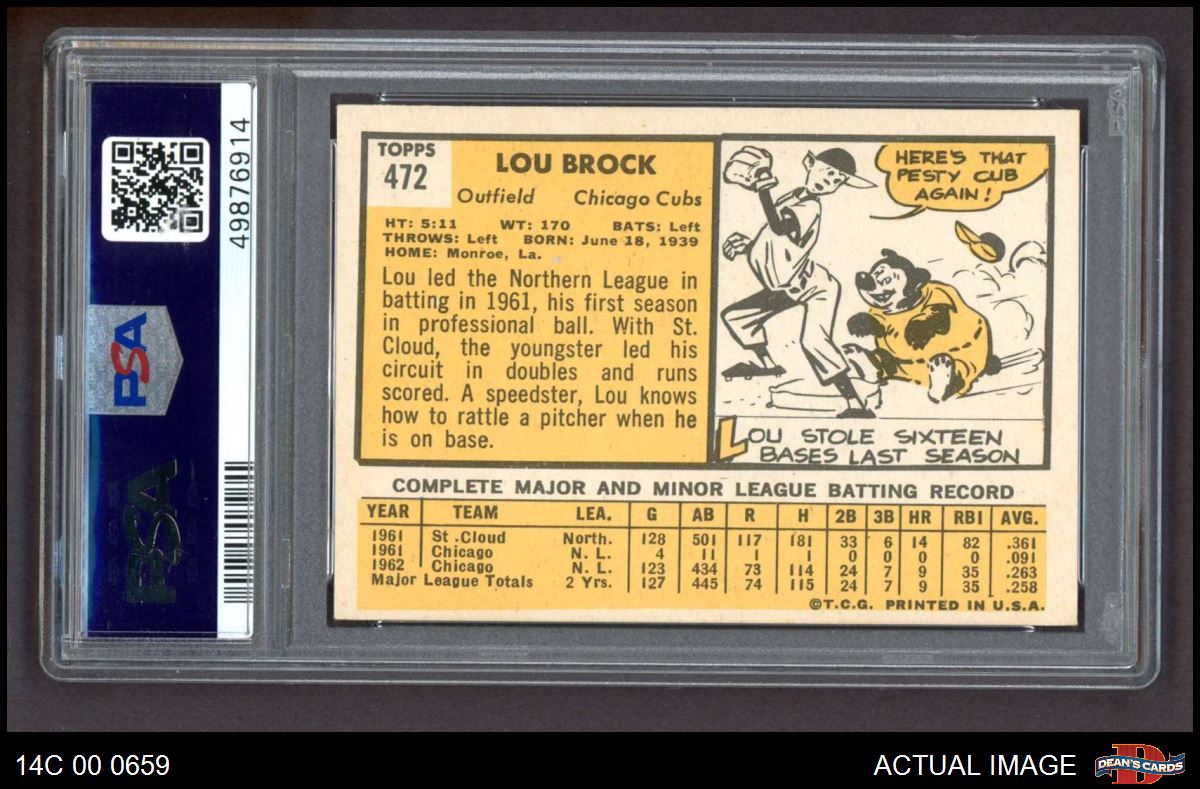 49876914
PSA
PSA
TOPPS
472
LOU BROCK
Outfield Chicago Cubs
HT: 5:11 WT: 170 BATS: Left
THROWS: Left BORN: June 18, 1939
HOME: Monroe, La.
Lou led the Northern League in
batting in 1961, his first season
in professional ball. With St.
Cloud, the youngster led his
circuit in doubles and runs
scored. A speedster, Lou knows
how to rattle a pitcher when he
is on base.
HERE'S THAT
PESTY CUB
AGAIN!
LOU STOLE SIXTEEN
BASES LAST SEASON
COMPLETE MAJOR AND MINOR LEAGUE BATTING RECORD
YEAR TEAM LEA. G AB R H 2B 3B HR RBI AVG.
1961 St .Cloud North. 128 501 117 181 33 6 14 82 .361
1961 Chicago N. L. 4 11 1 1 0 0 0 0 .091
1962 Chicago N. L. 123 434 73 114 24 7 9 35 .263
Major League Totals 2 Yrs. 127 445 74 115 24 7 9 35 .258
©T.C.G. PRINTED IN U.S.A.
14C 00 0659
ACTUAL IMAGE
DEAN'S CARDS